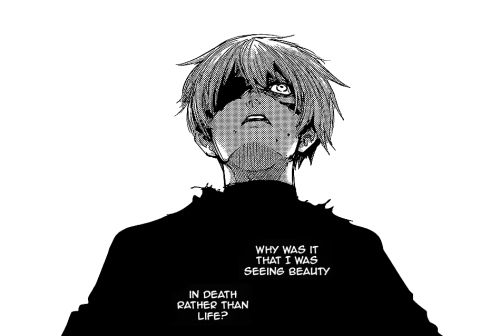 WHY WAS IT
THAT I WAS
SEEING BEAUTY
IN DEATH
RATHER THAN
LIFE?